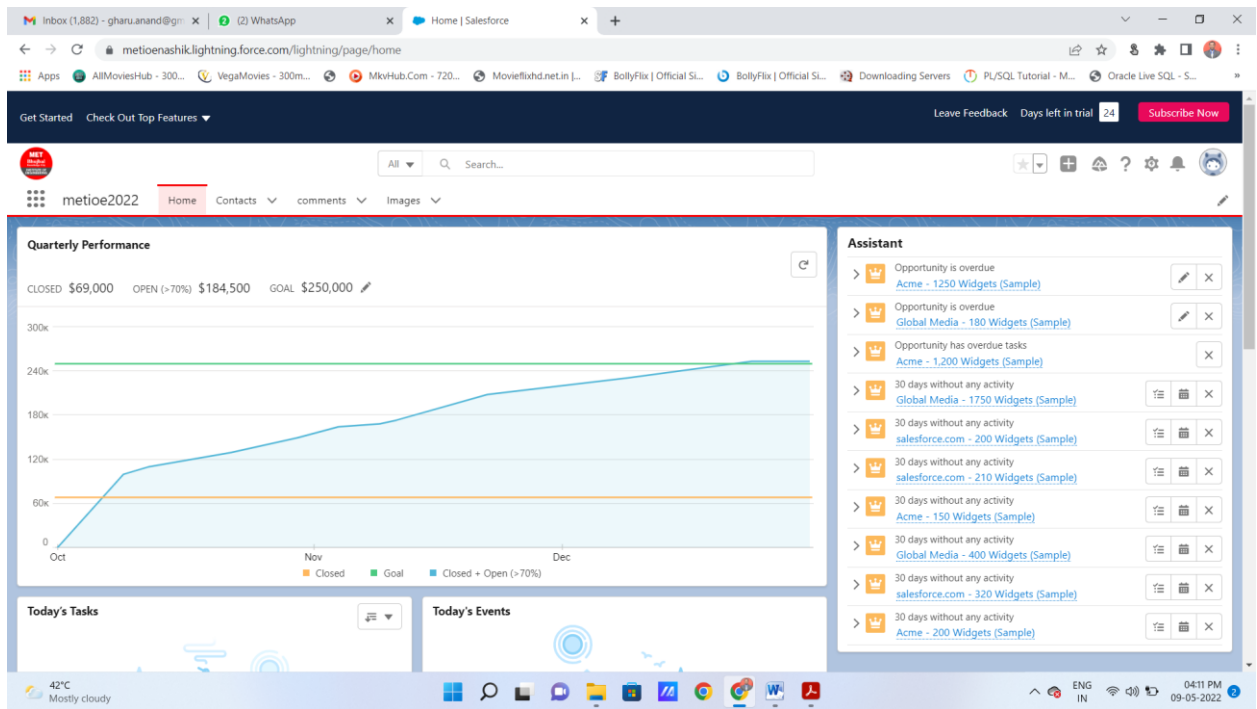 Inbox (1,882) - gharu.anand@gm
(2) WhatsApp
Home | Salesforce
metioenashik.lightning.force.com/lightning/page/home
Apps AllMoviesHub - 300... VegaMovies - 300m... MkvHub.Com - 720... Movieflixhd.net.in |... BollyFlix | Official Si... BollyFlix | Official Si... Downloading Servers PL/SQL Tutorial - M... Oracle Live SQL - S... »
Get Started Check Out Top Features Leave Feedback Days left in trial 24 Subscribe Now
MET
All Search...
metioe2022 Home Contacts comments Images
Quarterly Performance
CLOSED $69,000 OPEN (>70%) $184,500 GOAL $250,000
300K
240K
180K
120K
60K
0
Oct Nov Dec
Closed Goal Closed + Open (>70%)
Today's Tasks
Today's Events
Assistant
Opportunity is overdue
Acme - 1250 Widgets (Sample)
Opportunity is overdue
Global Media - 180 Widgets (Sample)
Opportunity has overdue tasks
Acme - 1,200 Widgets (Sample)
30 days without any activity
Global Media - 1750 Widgets (Sample)
30 days without any activity
salesforce.com - 200 Widgets (Sample)
30 days without any activity
salesforce.com - 210 Widgets (Sample)
30 days without any activity
Acme - 150 Widgets (Sample)
30 days without any activity
Global Media - 400 Widgets (Sample)
30 days without any activity
salesforce.com - 320 Widgets (Sample)
30 days without any activity
Acme - 200 Widgets (Sample)
42°C
Mostly cloudy
ENG
IN
04:11 PM
09-05-2022
2